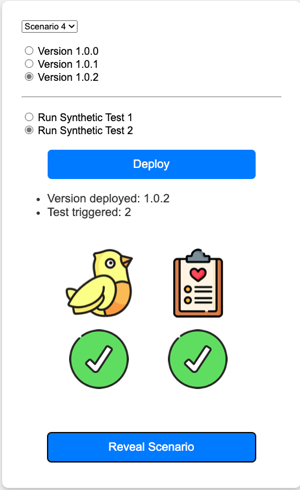 Scenario 4
Version 1.0.0
Version 1.0.1
Version 1.0.2
Run Synthetic Test 1
Run Synthetic Test 2
Deploy
Version deployed: 1.0.2
Test triggered: 2
Reveal Scenario